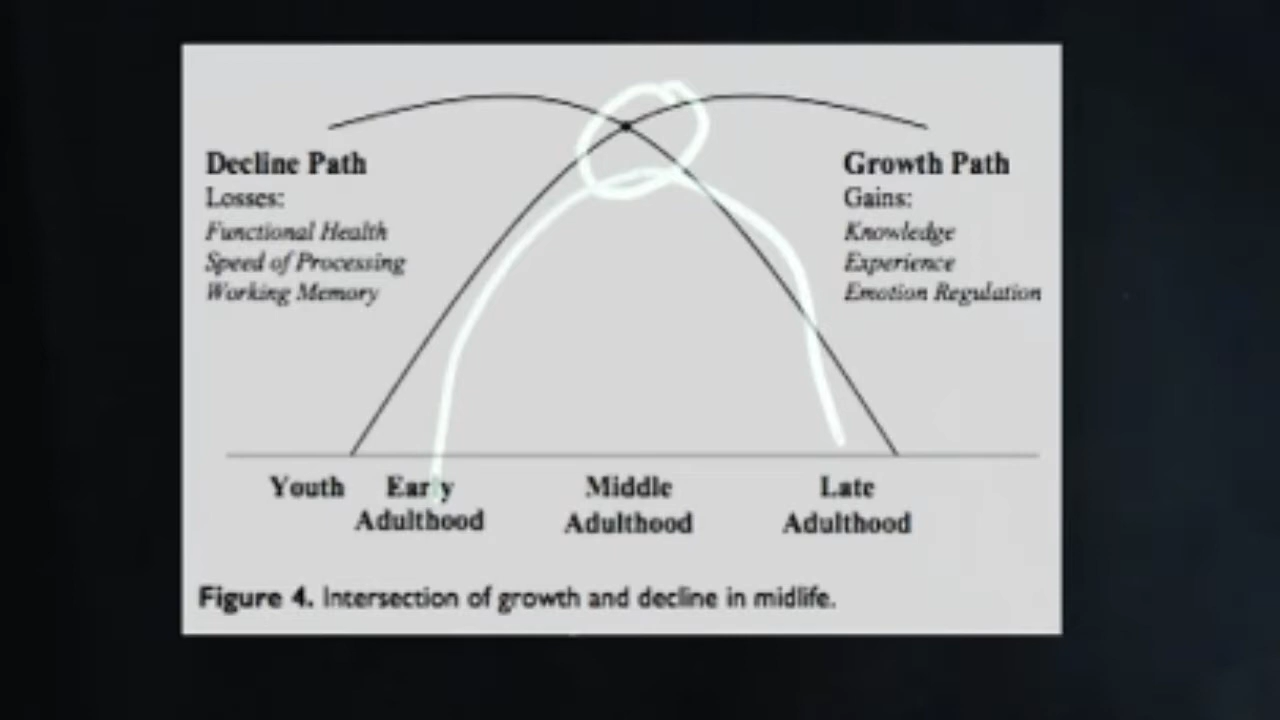 Decline Path
Losses:
Functional Health
Speed of Processing
Working Memory
Growth Path
Gains:
Knowledge
Experience
Emotion Regulation
Youth
Early
Adulthood
Middle
Adulthood
Late
Adulthood
Figure 4. Intersection of growth and decline in midlife.